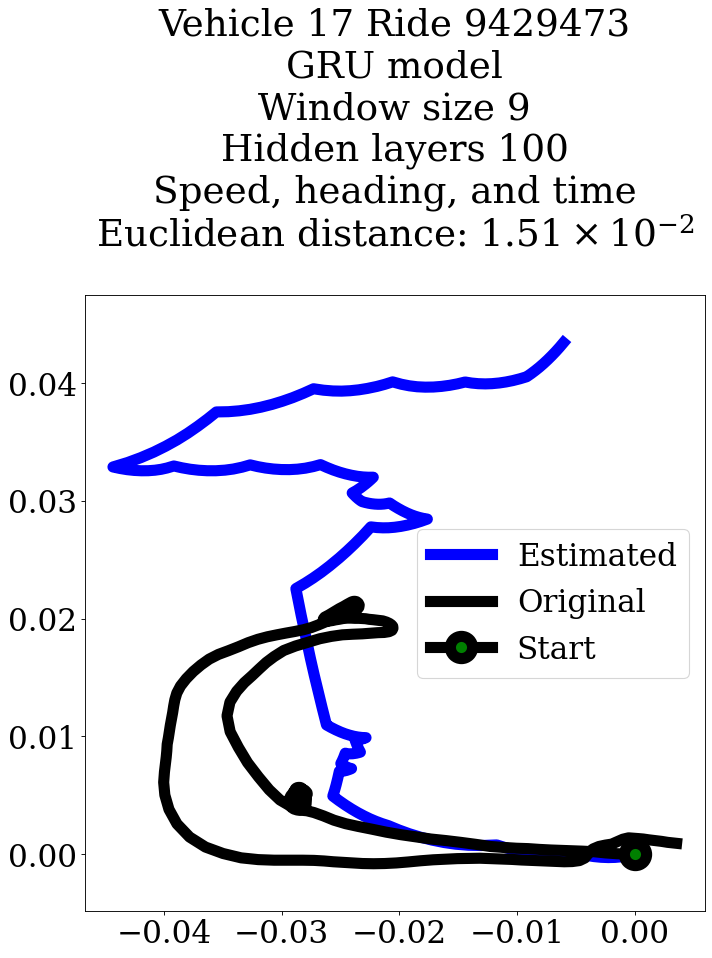 Vehicle 17 Ride 9429473
GRU model
Window size 9
Hidden layers 100
Speed, heading, and time
Euclidean distance: 1.51 × 10⁻²
0.04
0.03
0.02
0.01
0.00
Estimated
Original
Start
−0.04 −0.03 −0.02 −0.01 0.00